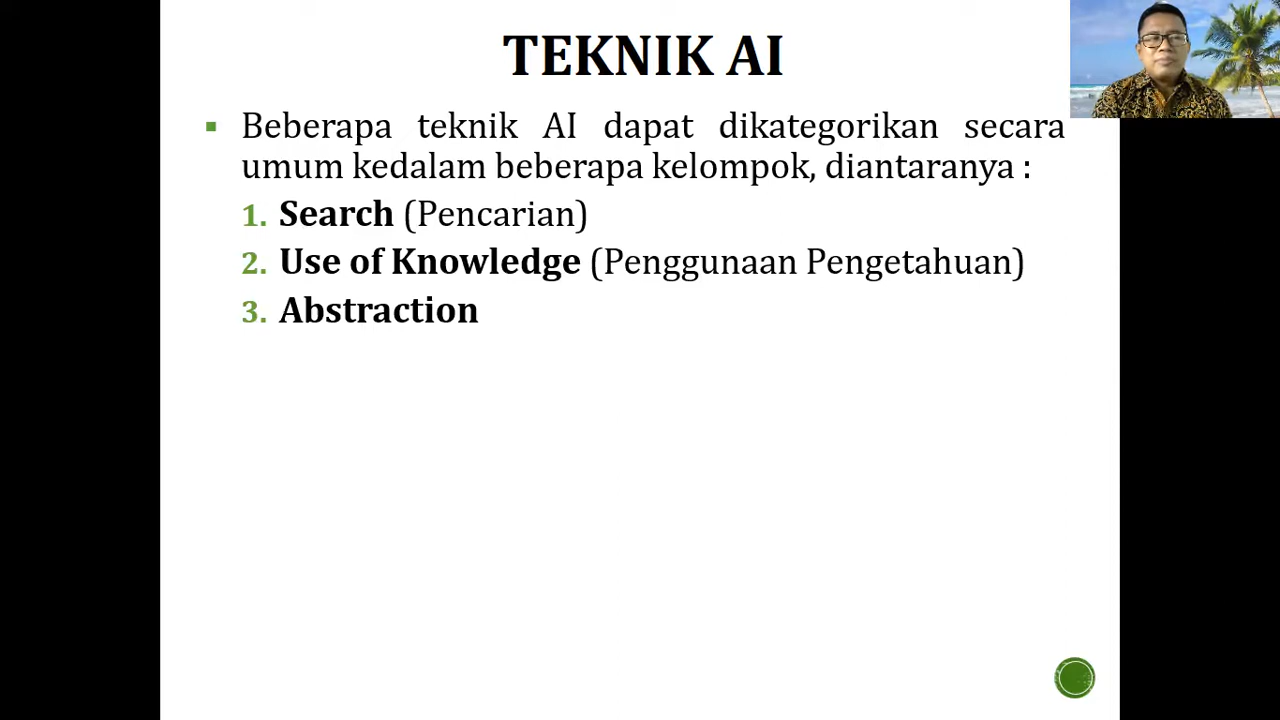 TEKNIK AI
▪ Beberapa teknik AI dapat dikategorikan secara
umum kedalam beberapa kelompok, diantaranya :
1. Search (Pencarian)
2. Use of Knowledge (Penggunaan Pengetahuan)
3. Abstraction